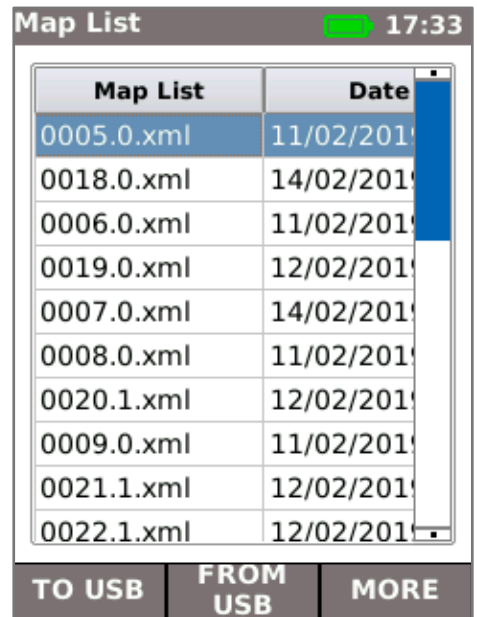 Map List 17:33
Map List Date
0005.0.xml 11/02/201
0018.0.xml 14/02/201
0006.0.xml 11/02/201
0019.0.xml 12/02/201
0007.0.xml 14/02/201
0008.0.xml 11/02/201
0020.1.xml 12/02/201
0009.0.xml 11/02/201
0021.1.xml 12/02/201
0022.1.xml 12/02/201
TO USB FROM USB MORE